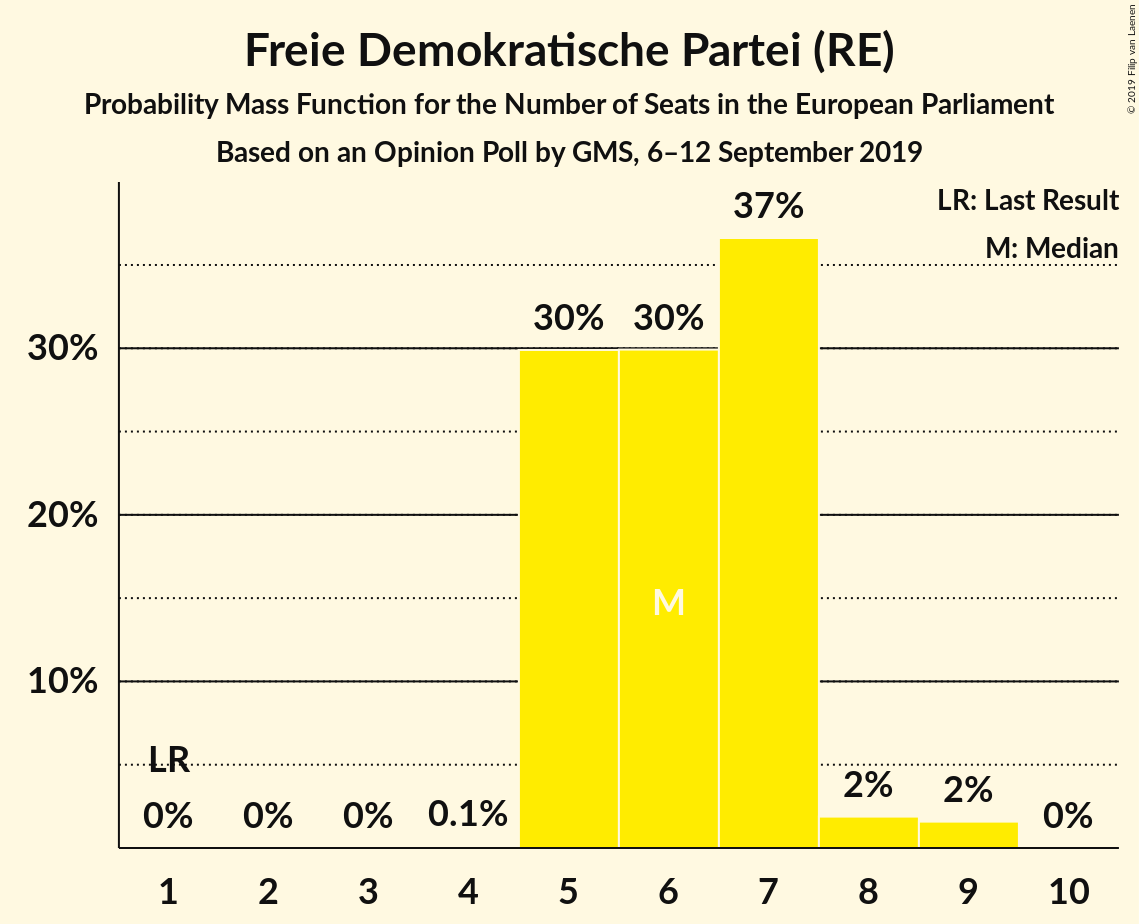 Freie Demokratische Partei (RE)
Probability Mass Function for the Number of Seats in the European Parliament
Based on an Opinion Poll by GMS, 6–12 September 2019
© 2019 Filip van Laenen
LR: Last Result
M: Median
37%
30% 30%
30%
20%
M
10%
LR
0% 0% 0% 0.1% 2% 2% 0%
1 2 3 4 5 6 7 8 9 10